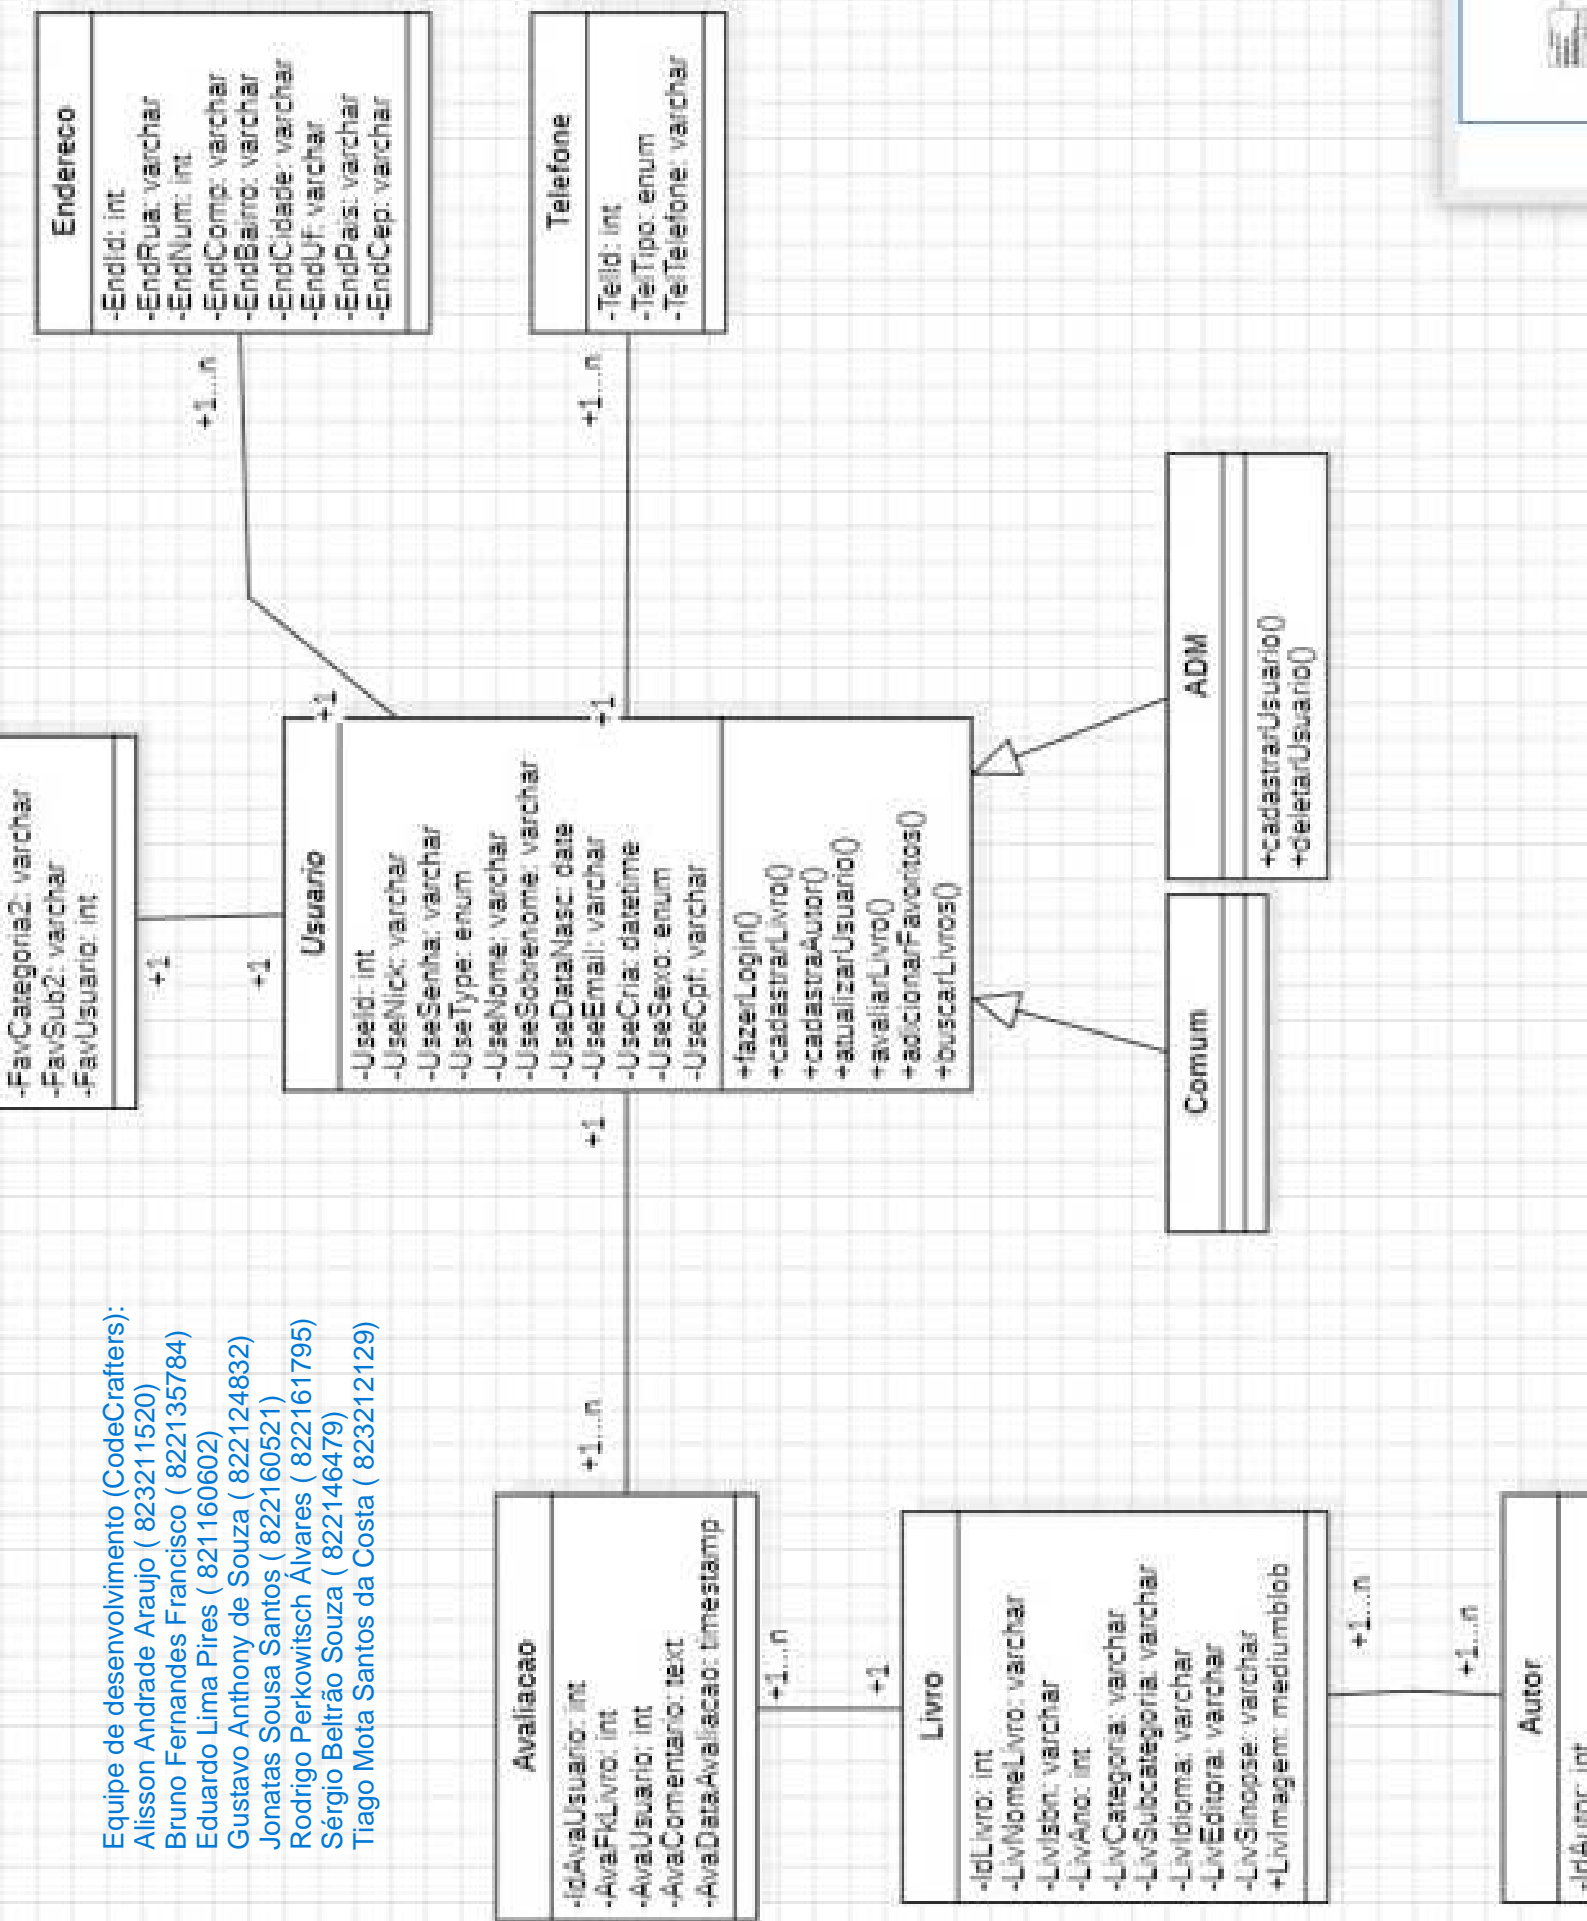 Equipe de desenvolvimento (CodeCrafters):
Alisson Andrade Araujo ( 823211520)
Bruno Fernandes Francisco ( 822135784)
Eduardo Lima Pires ( 821160602)
Gustavo Anthony de Souza ( 822124832)
Jonatas Sousa Santos ( 822160521)
Rodrigo Perkowitsch Álvares ( 822161795)
Sérgio Beltrão Souza ( 822146479)
Tiago Mota Santos da Costa ( 823212129)
-FavCategoria2: varchar
-FavSub2: varchar
-FavUsuario: int
+1
+1
Endereco
-EndId: int
-EndRua: varchar
-EndNum: int
-EndComp: varchar
-EndBairro: varchar
-EndCidade: varchar
-EndUf: varchar
-EndPais: varchar
-EndCep: varchar
+1...n
+1
Usuario
-UseId: int
-UseNick: varchar
-UseSenha: varchar
-UseType: enum
-UseNome: varchar
-UseSobrenome: varchar
-UseDataNasc: date
-UseEmail: varchar
-UseCria: datetime
-UseSexo: enum
-UseCpf: varchar
+fazerLogin()
+cadastrarLivro()
+cadastraAutor()
+atualizarUsuario()
+avaliarLivro()
+adicionarFavoritos()
+buscarLivros()
Telefone
-TelId: int
-TelTipo: enum
-TelTelefone: varchar
+1...n
+1
+1
+1...n
Avaliacao
-idAvaUsuario: int
-AvaFkLivro: int
-AvaUsuario: int
-AvaComentario: text
-AvaDataAvaliacao: timestamp
+1...n
+1
Livro
-IdLivro: int
-LivNomeLivro: varchar
-LivIsbn: varchar
-LivAno: int
-LivCategoria: varchar
-LivSubcategoria: varchar
-LivIdioma: varchar
-LivEditora: varchar
-LivSinopse: varchar
+LivImagem: mediumblob
Comum
ADM
+cadastrarUsuario()
+deletarUsuario()
+1...n
+1...n
Autor
-IdAutor: int